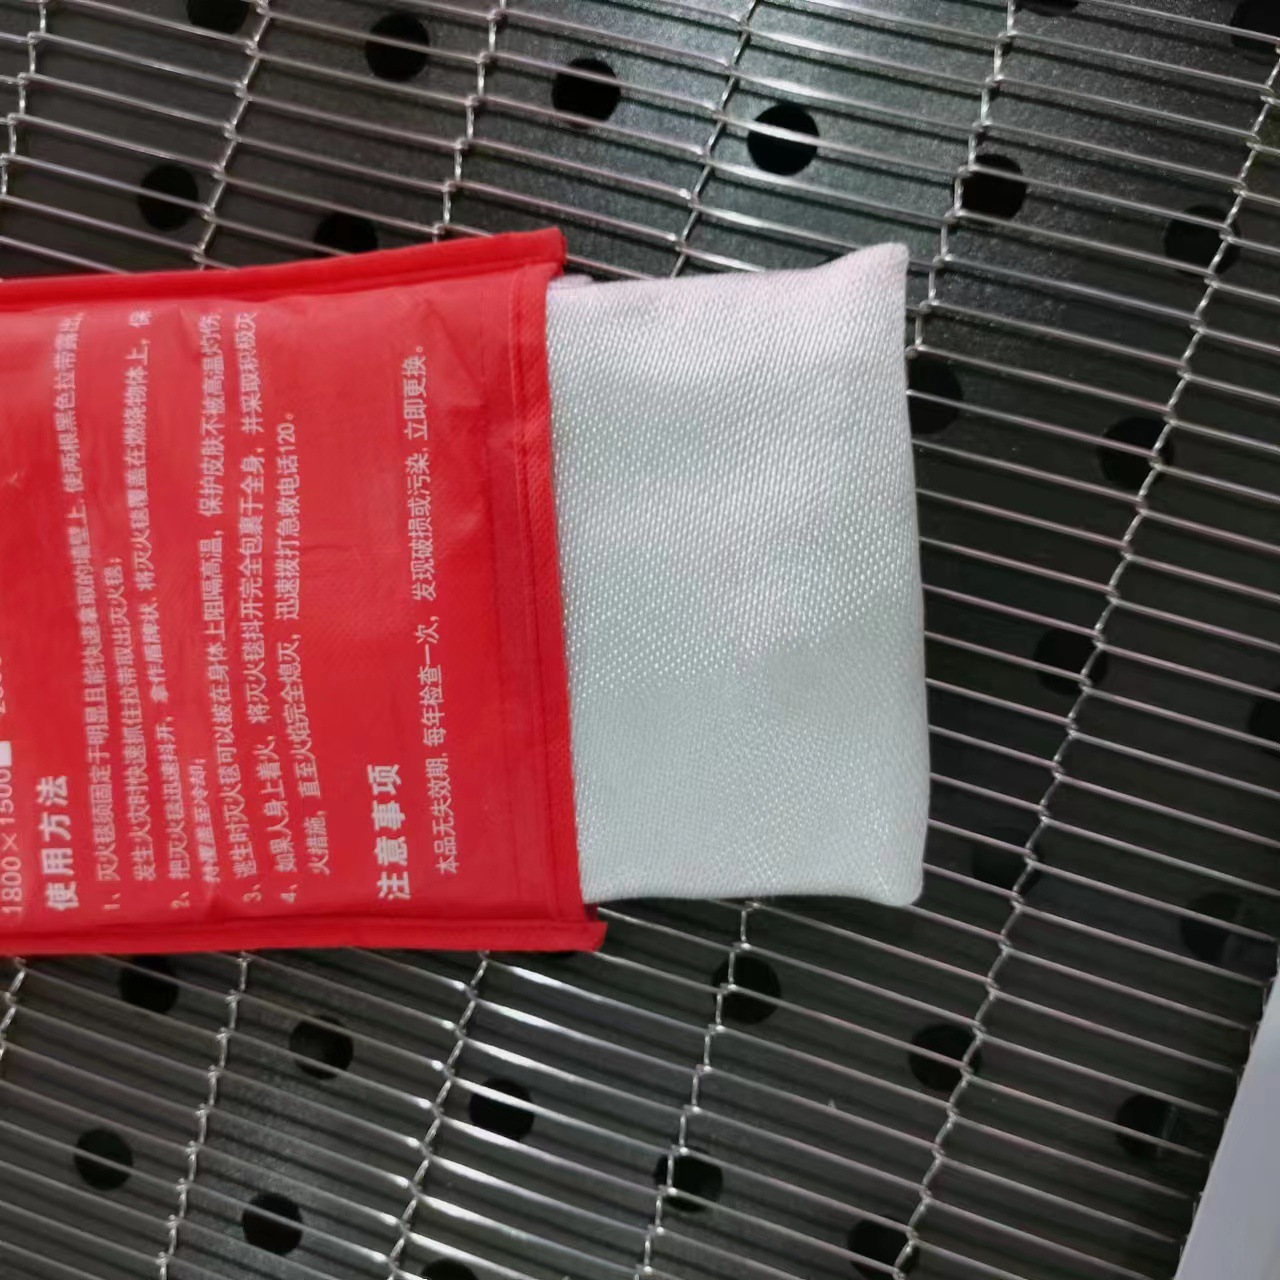 1800×1500
使用方法
1、灭火毯须固定于明显且能快速拿取的墙壁上, 使两根黑色拉带露出,
发生火灾时快速抓住拉带取出灭火毯;
2、把灭火毯迅速抖开, 拿作盾牌状, 将灭火毯覆盖在燃烧物体上, 保
持覆盖至冷却;
3、逃生时灭火毯可以披在身体上阻隔高温, 保护皮肤不被高温灼伤;
4、如果人身上着火, 将灭火毯抖开完全包裹于全身, 并采取积极灭
火措施, 直至火焰完全熄灭, 迅速拨打急救电话120。
注意事项
本品无失效期, 每年检查一次, 发现破损或污染, 立即更换。